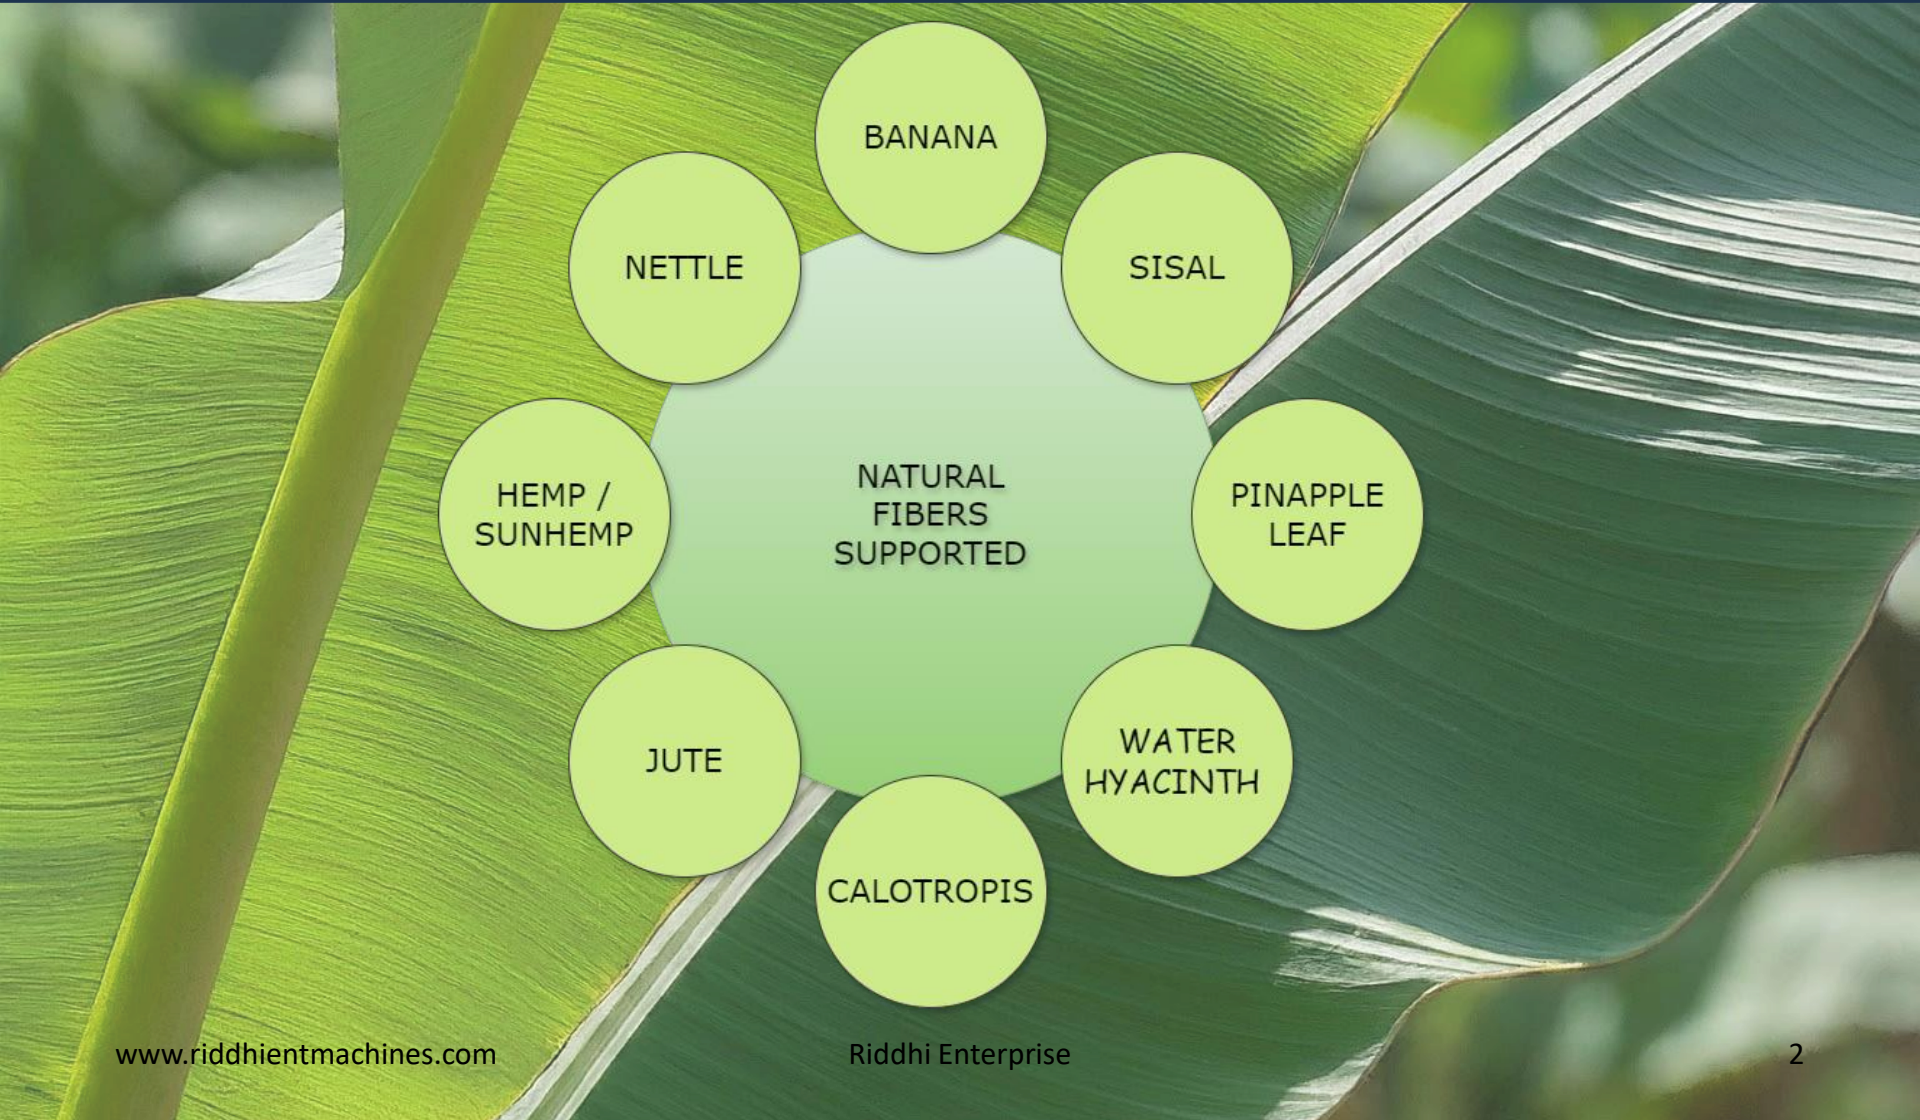 BANANA
NETTLE
SISAL
HEMP /
SUNHEMP
NATURAL
FIBERS
SUPPORTED
PINAPPLE
LEAF
JUTE
WATER
HYACINTH
CALOTROPIS
www.riddhientmachines.com
Riddhi Enterprise
2